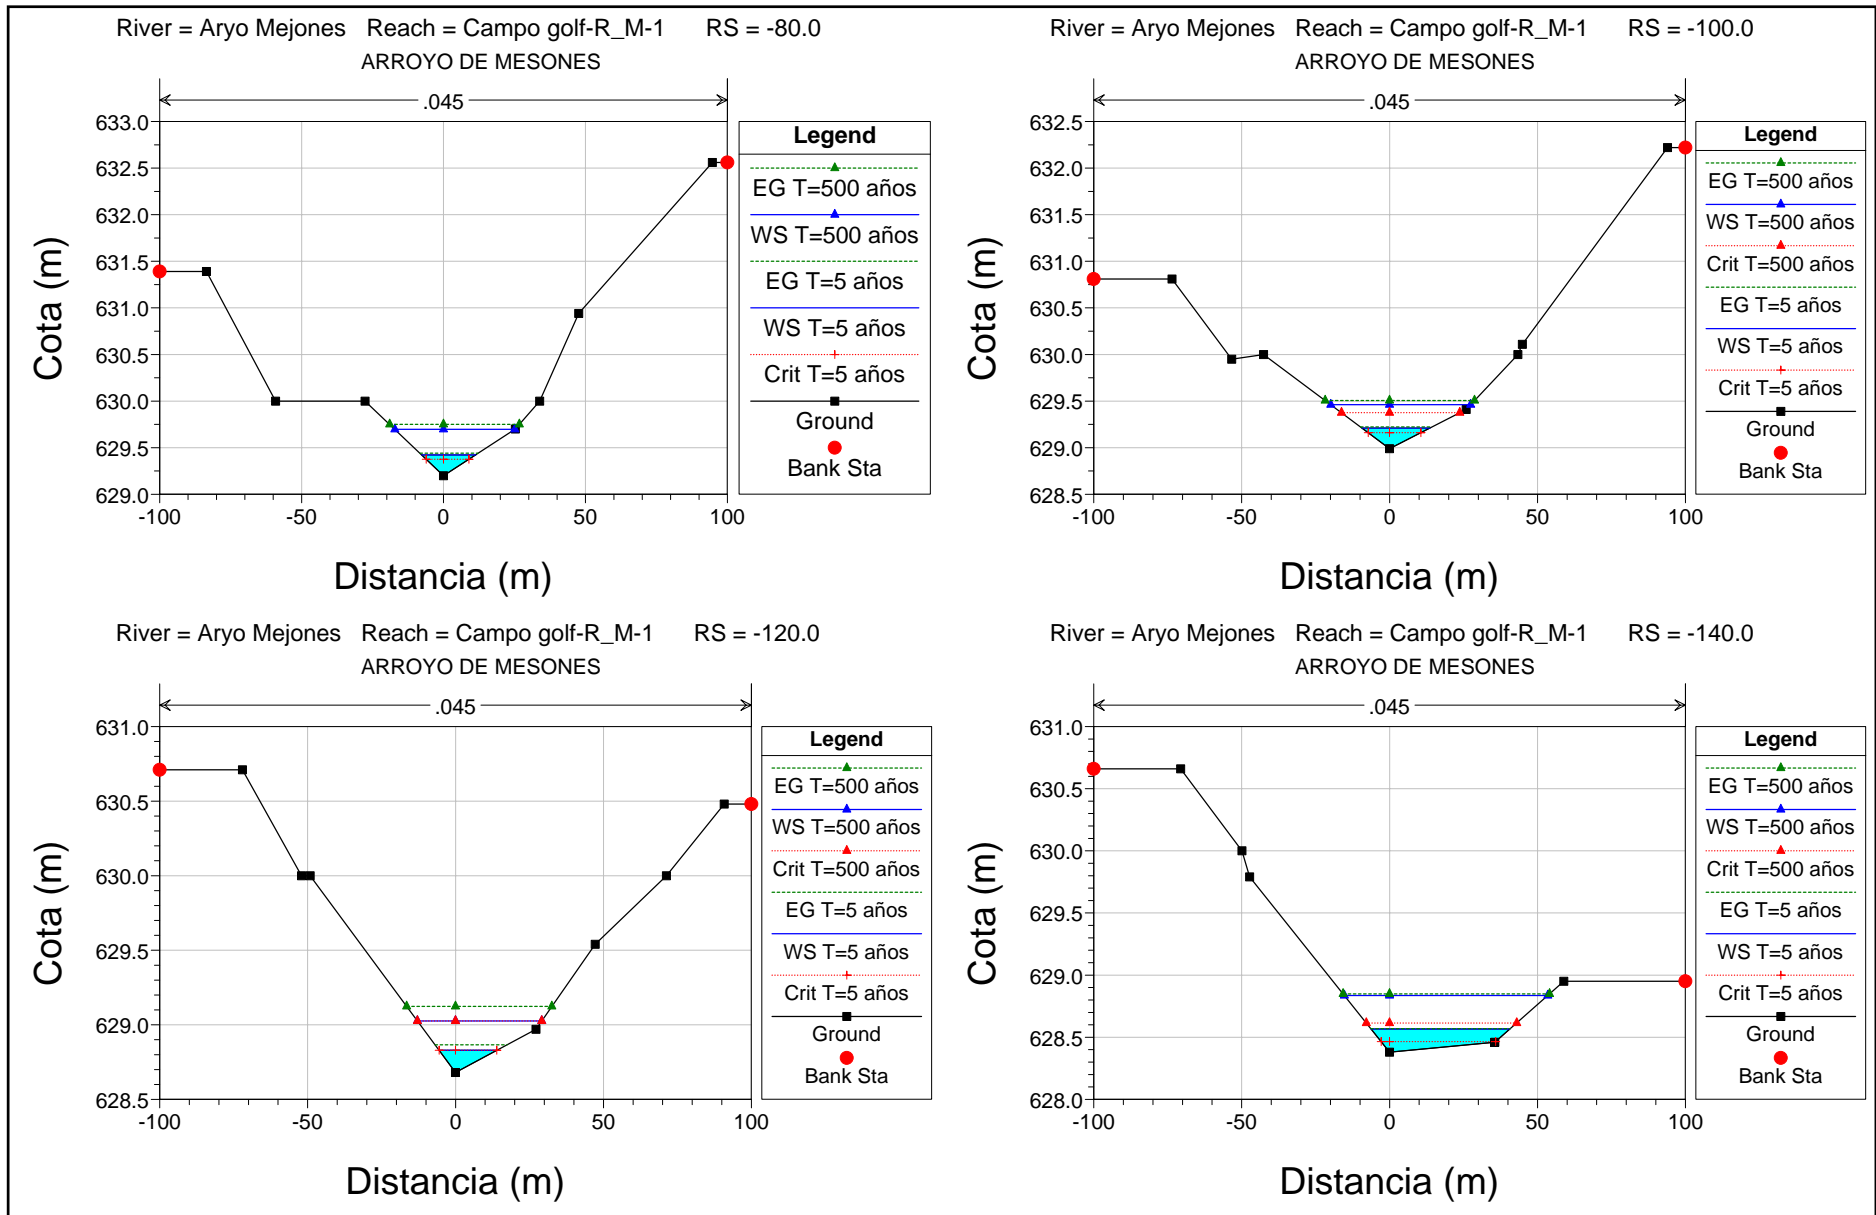 River = Aryo Mejones   Reach = Campo golf-R_M-1      RS = -80.0
ARROYO DE MESONES
.045
633.0
632.5
632.0
631.5
631.0
630.5
630.0
629.5
629.0
-100
-50
0
50
100
Cota (m)
Distancia (m)
Legend
EG T=500 años
WS T=500 años
EG T=5 años
WS T=5 años
Crit T=5 años
Ground
Bank Sta
River = Aryo Mejones   Reach = Campo golf-R_M-1      RS = -100.0
ARROYO DE MESONES
.045
632.5
632.0
631.5
631.0
630.5
630.0
629.5
629.0
628.5
-100
-50
0
50
100
Cota (m)
Distancia (m)
Legend
EG T=500 años
WS T=500 años
Crit T=500 años
EG T=5 años
WS T=5 años
Crit T=5 años
Ground
Bank Sta
River = Aryo Mejones   Reach = Campo golf-R_M-1      RS = -120.0
ARROYO DE MESONES
.045
631.0
630.5
630.0
629.5
629.0
628.5
-100
-50
0
50
100
Cota (m)
Distancia (m)
Legend
EG T=500 años
WS T=500 años
Crit T=500 años
EG T=5 años
WS T=5 años
Crit T=5 años
Ground
Bank Sta
River = Aryo Mejones   Reach = Campo golf-R_M-1      RS = -140.0
ARROYO DE MESONES
.045
631.0
630.5
630.0
629.5
629.0
628.5
628.0
-100
-50
0
50
100
Cota (m)
Distancia (m)
Legend
EG T=500 años
WS T=500 años
Crit T=500 años
EG T=5 años
WS T=5 años
Crit T=5 años
Ground
Bank Sta